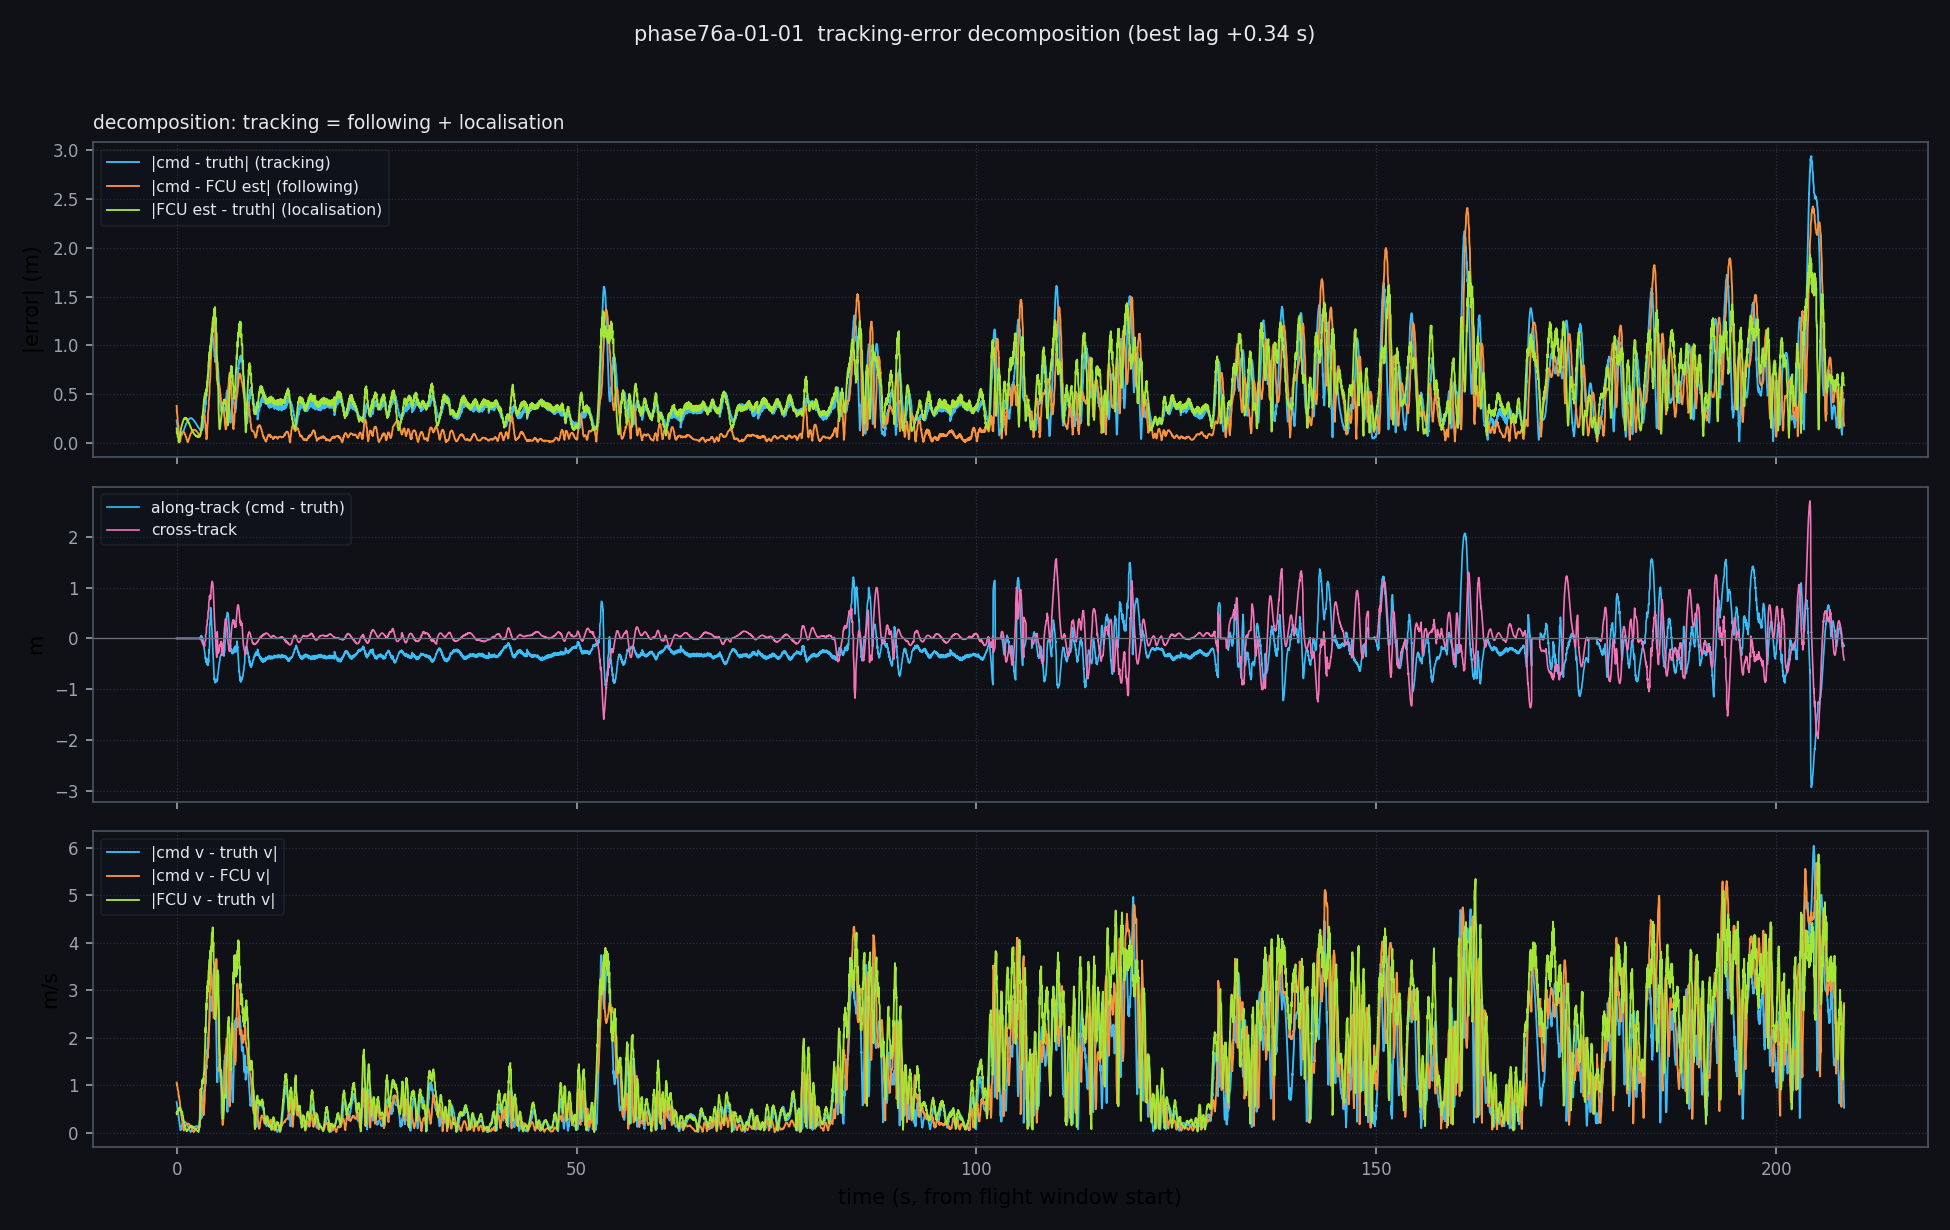 phase76a-01-01  tracking-error decomposition (best lag +0.34 s)
decomposition: tracking = following + localisation
|error| (m)
3.0
2.5
2.0
1.5
1.0
0.5
0.0
|cmd - truth| (tracking)
|cmd - FCU est| (following)
|FCU est - truth| (localisation)
m
2
1
0
−1
−2
−3
along-track (cmd - truth)
cross-track
m/s
6
5
4
3
2
1
0
|cmd v - truth v|
|cmd v - FCU v|
|FCU v - truth v|
0 50 100 150 200
time (s, from flight window start)